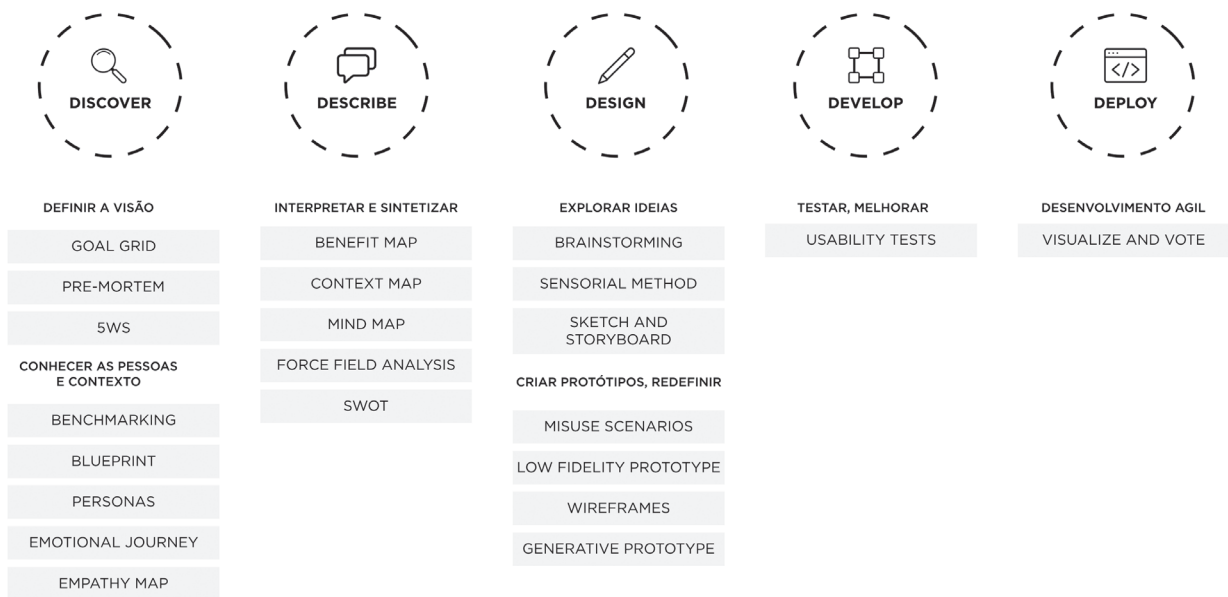 DISCOVER
DEFINIR A VISÃO
GOAL GRID
PRE-MORTEM
5WS
CONHECER AS PESSOAS
E CONTEXTO
BENCHMARKING
BLUEPRINT
PERSONAS
EMOTIONAL JOURNEY
EMPATHY MAP
DESCRIBE
INTERPRETAR E SINTETIZAR
BENEFIT MAP
CONTEXT MAP
MIND MAP
FORCE FIELD ANALYSIS
SWOT
DESIGN
EXPLORAR IDEIAS
BRAINSTORMING
SENSORIAL METHOD
SKETCH AND
STORYBOARD
CRIAR PROTÓTIPOS, REDEFINIR
MISUSE SCENARIOS
LOW FIDELITY PROTOTYPE
WIREFRAMES
GENERATIVE PROTOTYPE
DEVELOP
TESTAR, MELHORAR
USABILITY TESTS
</>
DEPLOY
DESENVOLVIMENTO AGIL
VISUALIZE AND VOTE